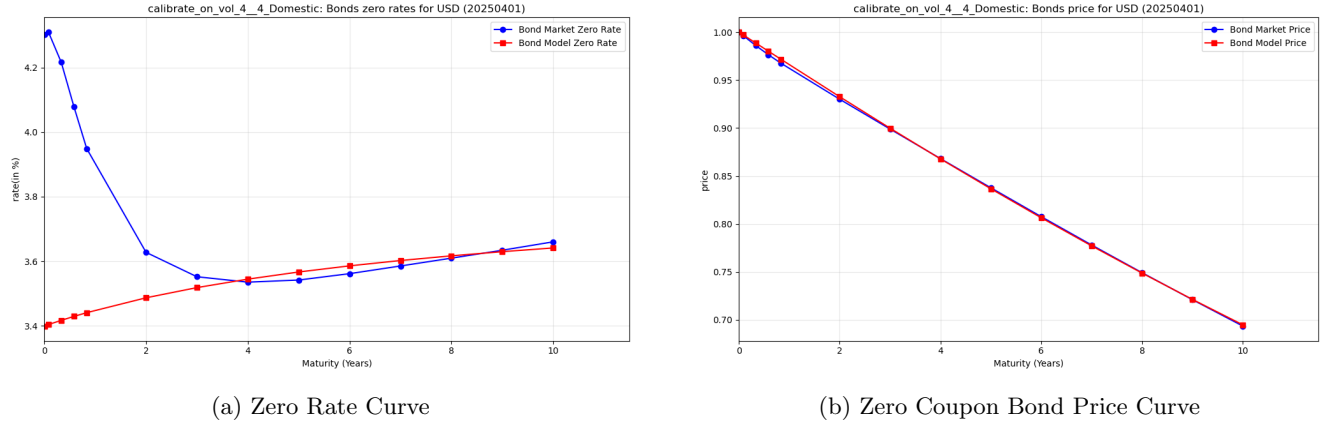 calibrate_on_vol_4__4_Domestic: Bonds zero rates for USD (20250401)
Bond Market Zero Rate
Bond Model Zero Rate
rate(in %)
4.2
4.0
3.8
3.6
3.4
0 2 4 6 8 10
Maturity (Years)
(a) Zero Rate Curve
calibrate_on_vol_4__4_Domestic: Bonds price for USD (20250401)
Bond Market Price
Bond Model Price
price
1.00
0.95
0.90
0.85
0.80
0.75
0.70
0 2 4 6 8 10
Maturity (Years)
(b) Zero Coupon Bond Price Curve